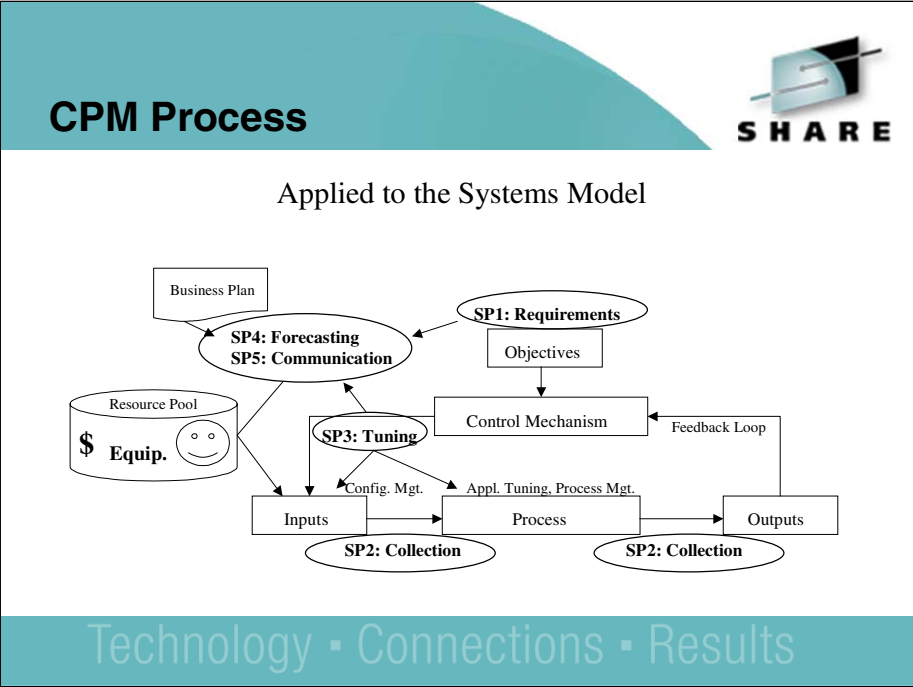 CPM Process
SHARE
Applied to the Systems Model
Business Plan
SP1: Requirements
SP4: Forecasting
SP5: Communication
Objectives
Resource Pool
$
Equip.
Control Mechanism
SP3: Tuning
Feedback Loop
Config. Mgt.
Appl. Tuning, Process Mgt.
Inputs
Process
Outputs
SP2: Collection
SP2: Collection
Technology ▪ Connections ▪ Results